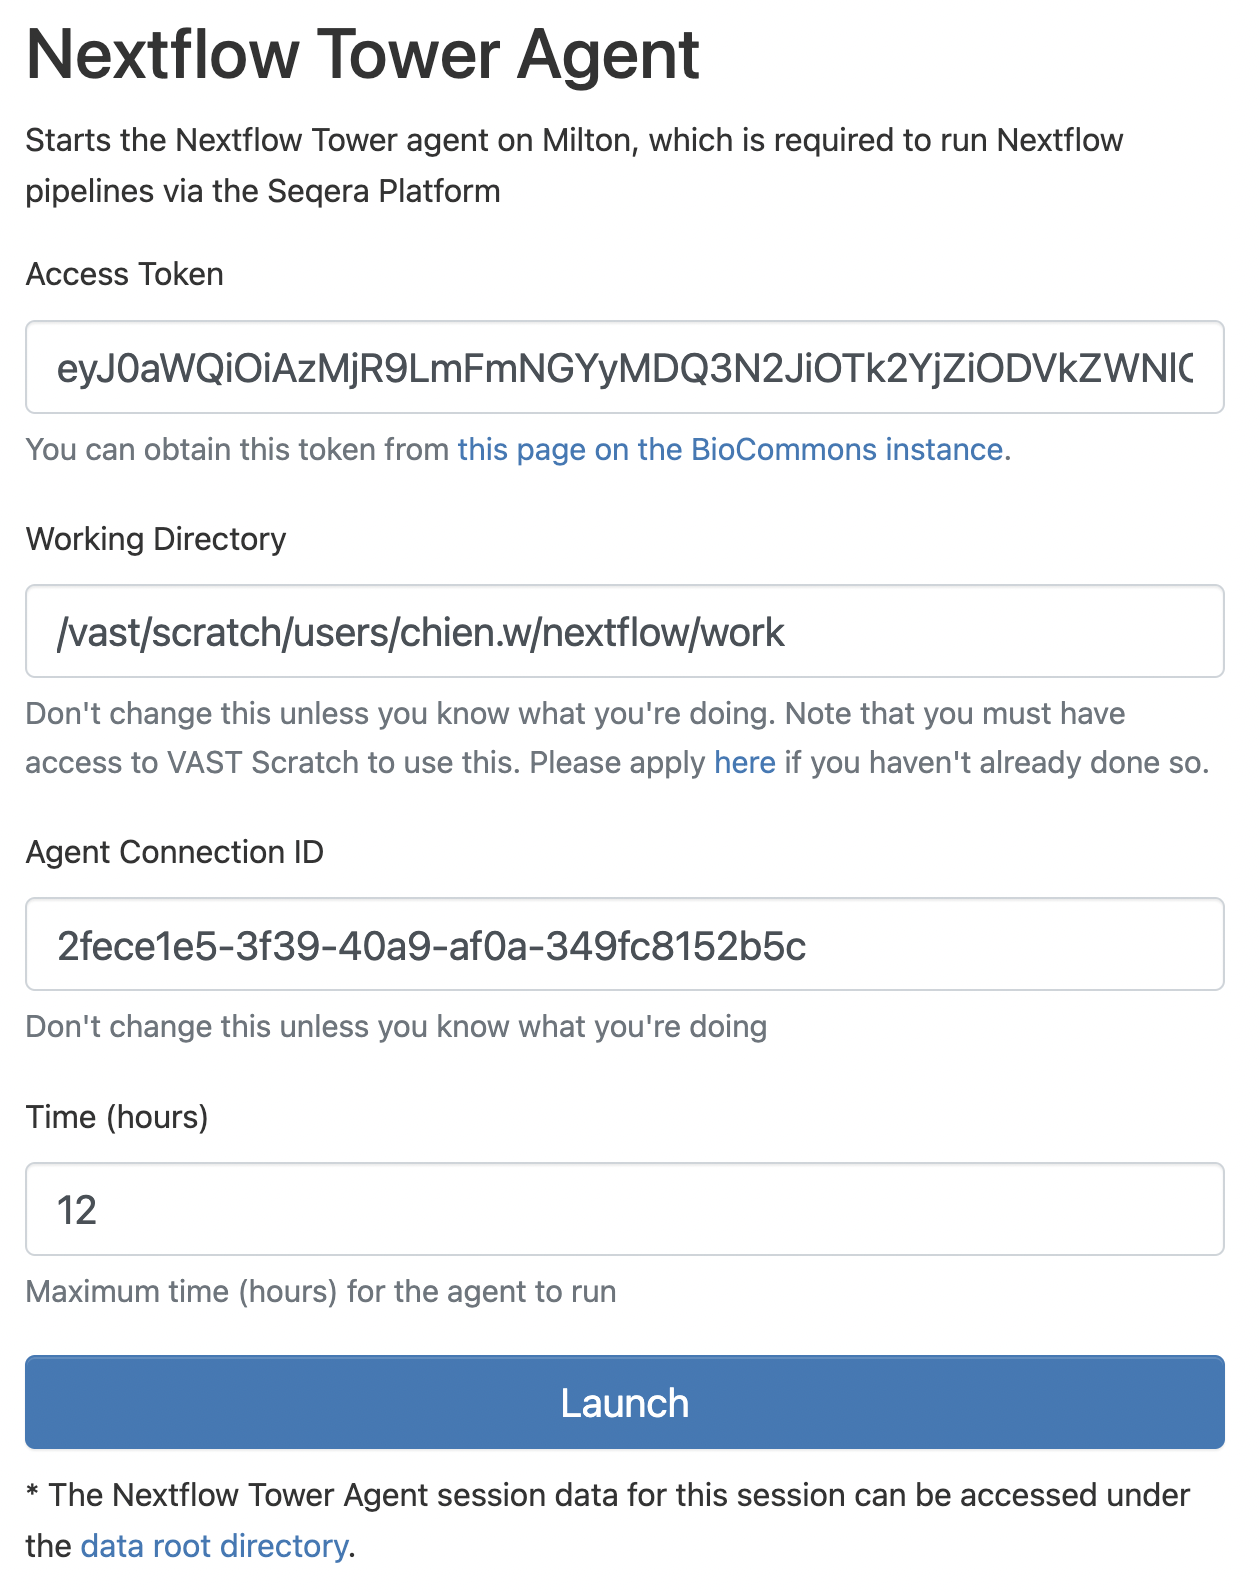 Nextflow Tower Agent
Starts the Nextflow Tower agent on Milton, which is required to run Nextflow
pipelines via the Seqera Platform
Access Token
eyJ0aWQiOiAzMjR9LmFmNGYyMDQ3N2JiOTk2YjZiODVkZWNlC
You can obtain this token from this page on the BioCommons instance.
Working Directory
/vast/scratch/users/chien.w/nextflow/work
Don't change this unless you know what you're doing. Note that you must have
access to VAST Scratch to use this. Please apply here if you haven't already done so.
Agent Connection ID
2fece1e5-3f39-40a9-af0a-349fc8152b5c
Don't change this unless you know what you're doing
Time (hours)
12
Maximum time (hours) for the agent to run
Launch
* The Nextflow Tower Agent session data for this session can be accessed under
the data root directory.